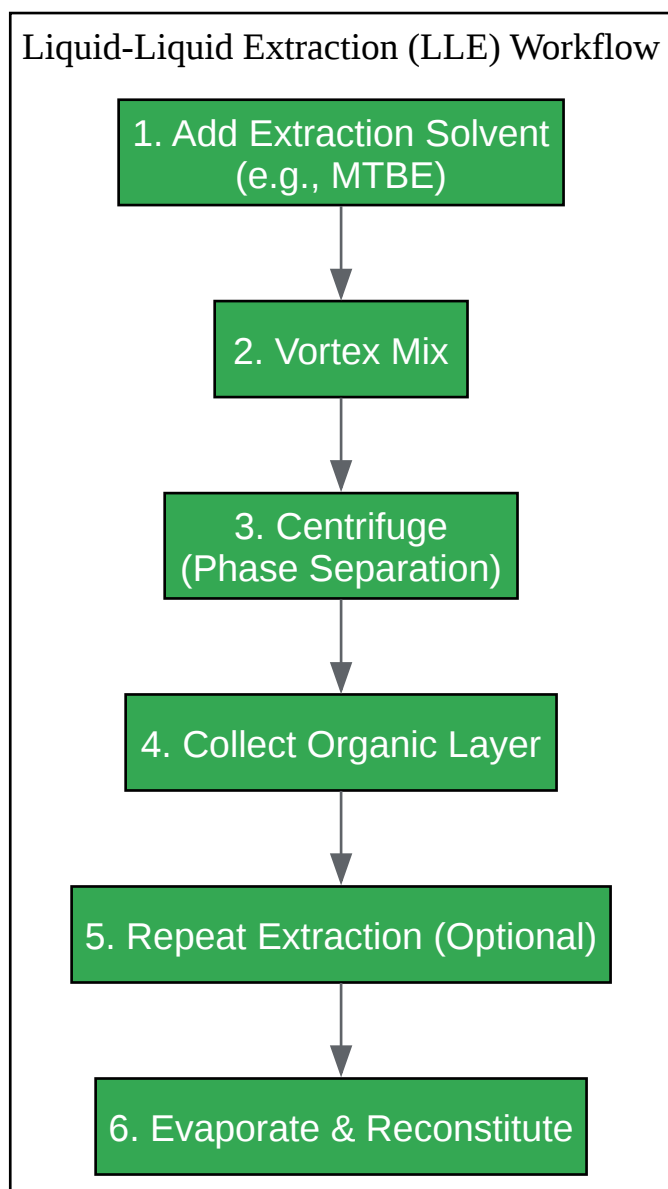 Liquid-Liquid Extraction (LLE) Workflow
1. Add Extraction Solvent
(e.g., MTBE)
2. Vortex Mix
3. Centrifuge
(Phase Separation)
4. Collect Organic Layer
5. Repeat Extraction (Optional)
6. Evaporate & Reconstitute